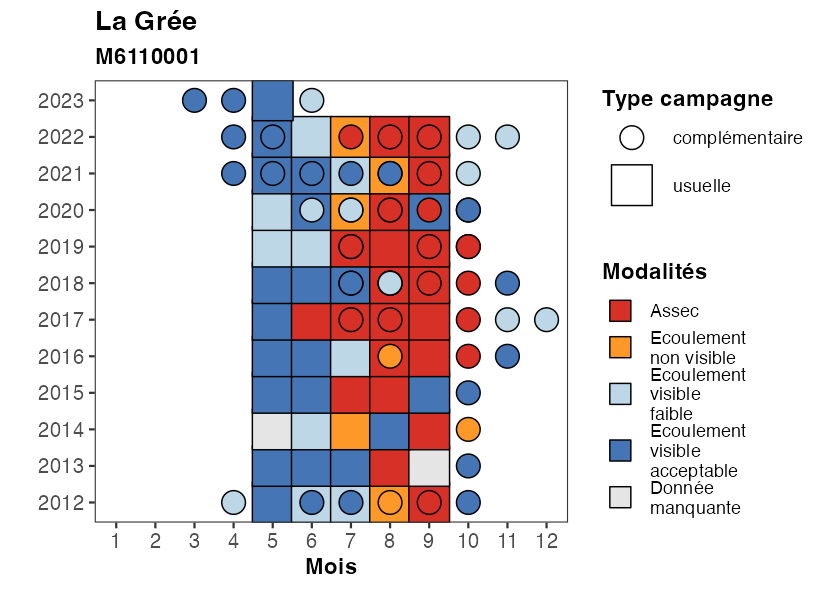 La Grée
M6110001
2023
2022
2021
2020
2019
2018
2017
2016
2015
2014
2013
2012
1 2 3 4 5 6 7 8 9 10 11 12
Mois
Type campagne
complémentaire
usuelle
Modalités
Assec
Ecoulement
non visible
Ecoulement
visible
faible
Ecoulement
visible
acceptable
Donnée
manquante